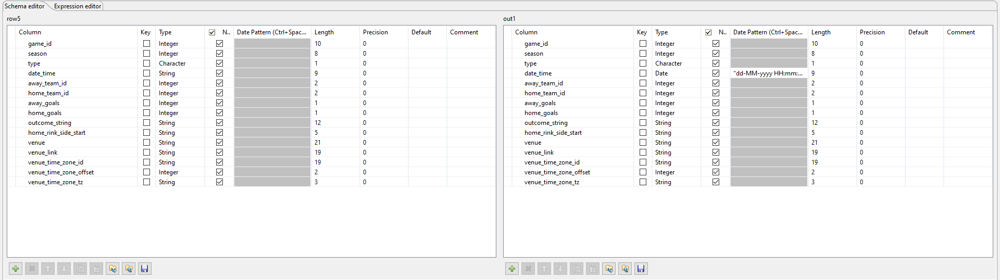 Schema editor Expression editor
row5
Column Key Type N.. Date Pattern (Ctrl+Spac... Length Precision Default Comment
game_id Integer 10 0
season Integer 8 0
type Character 1 0
date_time String 9 0
away_team_id Integer 2 0
home_team_id Integer 2 0
away_goals Integer 1 0
home_goals Integer 1 0
outcome_string String 12 0
home_rink_side_start String 5 0
venue String 21 0
venue_link String 19 0
venue_time_zone_id String 19 0
venue_time_zone_offset Integer 2 0
venue_time_zone_tz String 3 0
out1
Column Key Type N.. Date Pattern (Ctrl+Spac... Length Precision Default Comment
game_id Integer 10 0
season Integer 8 0
type Character 1 0
date_time Date "dd-MM-yyyy HH:mm:... 9 0
away_team_id Integer 2 0
home_team_id Integer 2 0
away_goals Integer 1 0
home_goals Integer 1 0
outcome_string String 12 0
home_rink_side_start String 5 0
venue String 21 0
venue_link String 19 0
venue_time_zone_id String 19 0
venue_time_zone_offset Integer 2 0
venue_time_zone_tz String 3 0